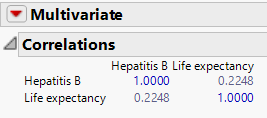 Multivariate
Correlations
Hepatitis B Life expectancy
Hepatitis B 1.0000 0.2248
Life expectancy 0.2248 1.0000